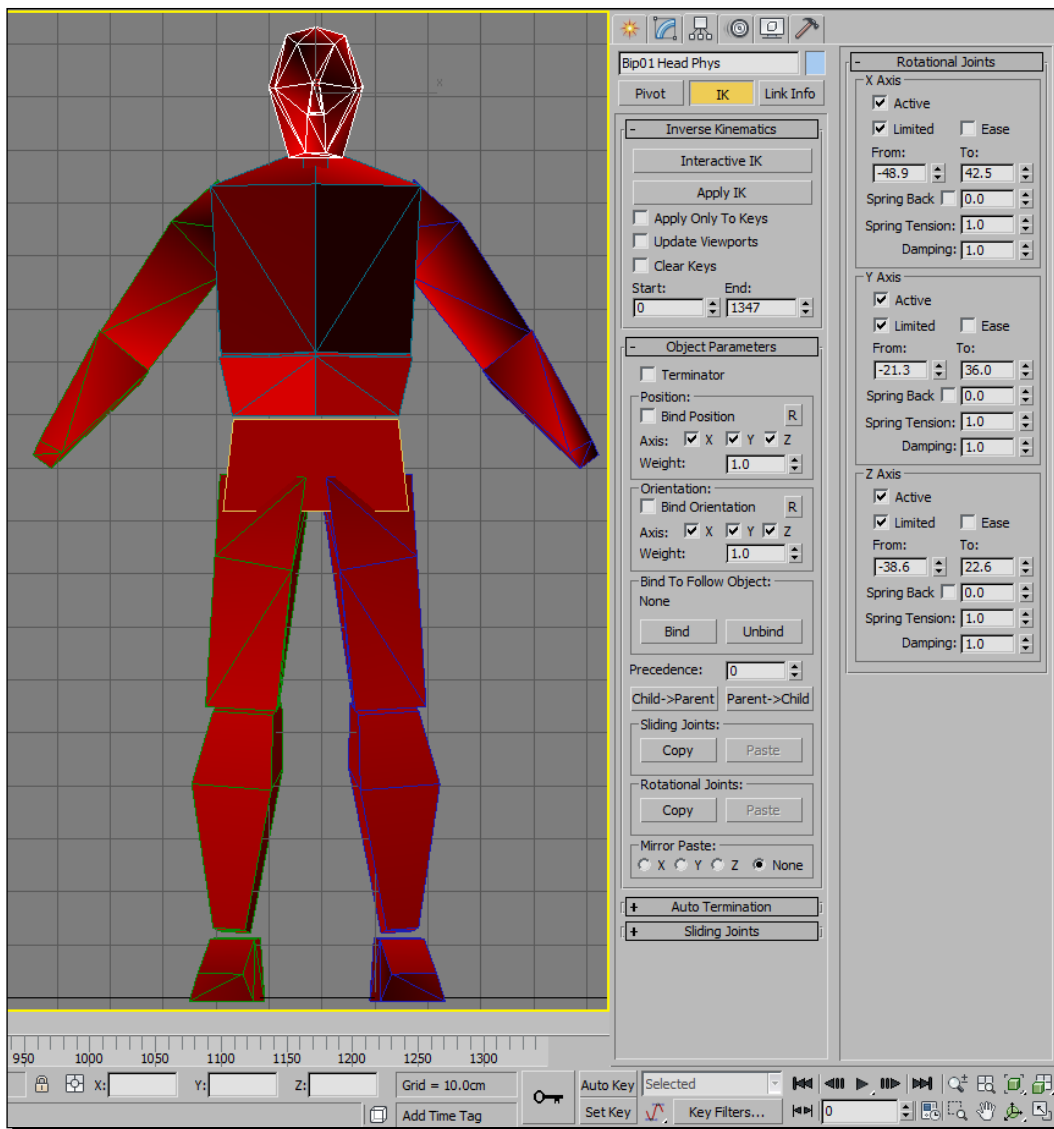 x
Bip01 Head Phys
Pivot IK Link Info
- Inverse Kinematics
Interactive IK
Apply IK
Apply Only To Keys
Update Viewports
Clear Keys
Start: End:
0 1347
- Object Parameters
Terminator
Position:
Bind Position R
Axis: X Y Z
Weight: 1.0
Orientation:
Bind Orientation R
Axis: X Y Z
Weight: 1.0
Bind To Follow Object:
None
Bind Unbind
Precedence: 0
Child->Parent Parent->Child
Sliding Joints:
Copy Paste
Rotational Joints:
Copy Paste
Mirror Paste:
X Y Z None
+ Auto Termination
+ Sliding Joints
- Rotational Joints
X Axis
Active
Limited Ease
From: To:
-48.9 42.5
Spring Back 0.0
Spring Tension: 1.0
Damping: 1.0
Y Axis
Active
Limited Ease
From: To:
-21.3 36.0
Spring Back 0.0
Spring Tension: 1.0
Damping: 1.0
Z Axis
Active
Limited Ease
From: To:
-38.6 22.6
Spring Back 0.0
Spring Tension: 1.0
Damping: 1.0
950 1000 1050 1100 1150 1200 1250 1300
X: Y: Z: Grid = 10.0cm Auto Key Selected
Add Time Tag Set Key Key Filters... 0